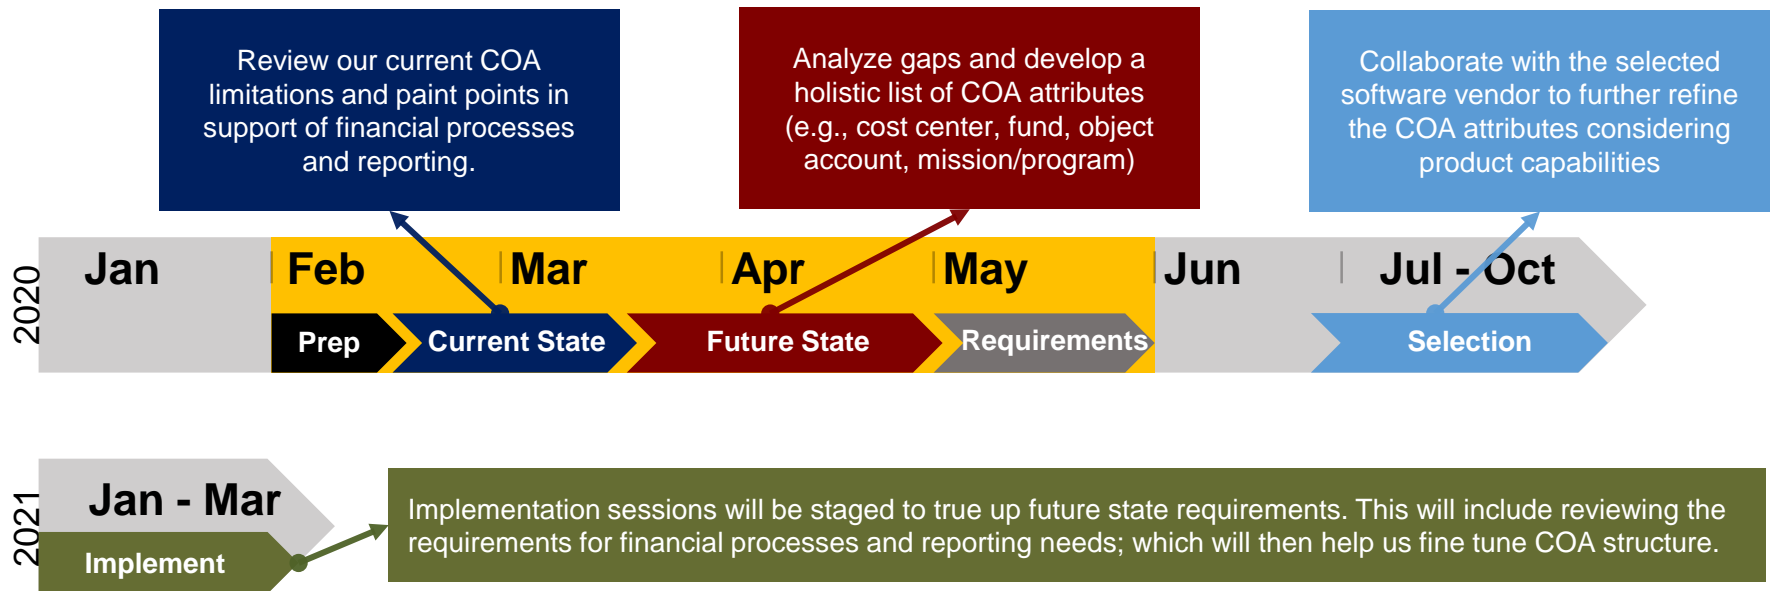 Review our current COA
limitations and paint points in
support of financial processes
and reporting.
Analyze gaps and develop a
holistic list of COA attributes
(e.g., cost center, fund, object
account, mission/program)
Collaborate with the selected
software vendor to further refine
the COA attributes considering
product capabilities
2020
Jan
Feb
Mar
Apr
May
Jun
Jul - Oct
Prep
Current State
Future State
Requirements
Selection
2021
Jan - Mar
Implement
Implementation sessions will be staged to true up future state requirements. This will include reviewing the
requirements for financial processes and reporting needs; which will then help us fine tune COA structure.